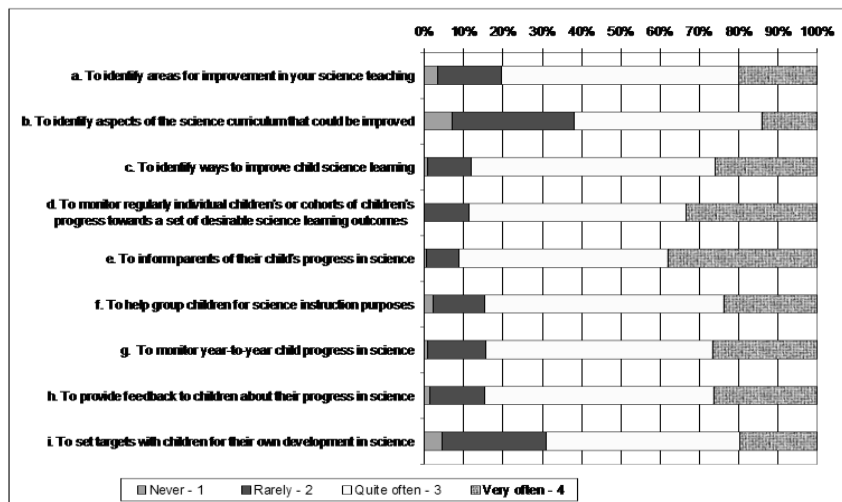 0% 10% 20% 30% 40% 50% 60% 70% 80% 90% 100%
a. To identify areas for improvement in your science teaching
b. To identify aspects of the science curriculum that could be improved
c. To identify ways to improve child science learning
d. To monitor regularly individual children's or cohorts of children's
progress towards a set of desirable science learning outcomes
e. To inform parents of their child's progress in science
f. To help group children for science instruction purposes
g. To monitor year-to-year child progress in science
h. To provide feedback to children about their progress in science
i. To set targets with children for their own development in science
Never - 1 Rarely - 2 Quite often - 3 Very often - 4